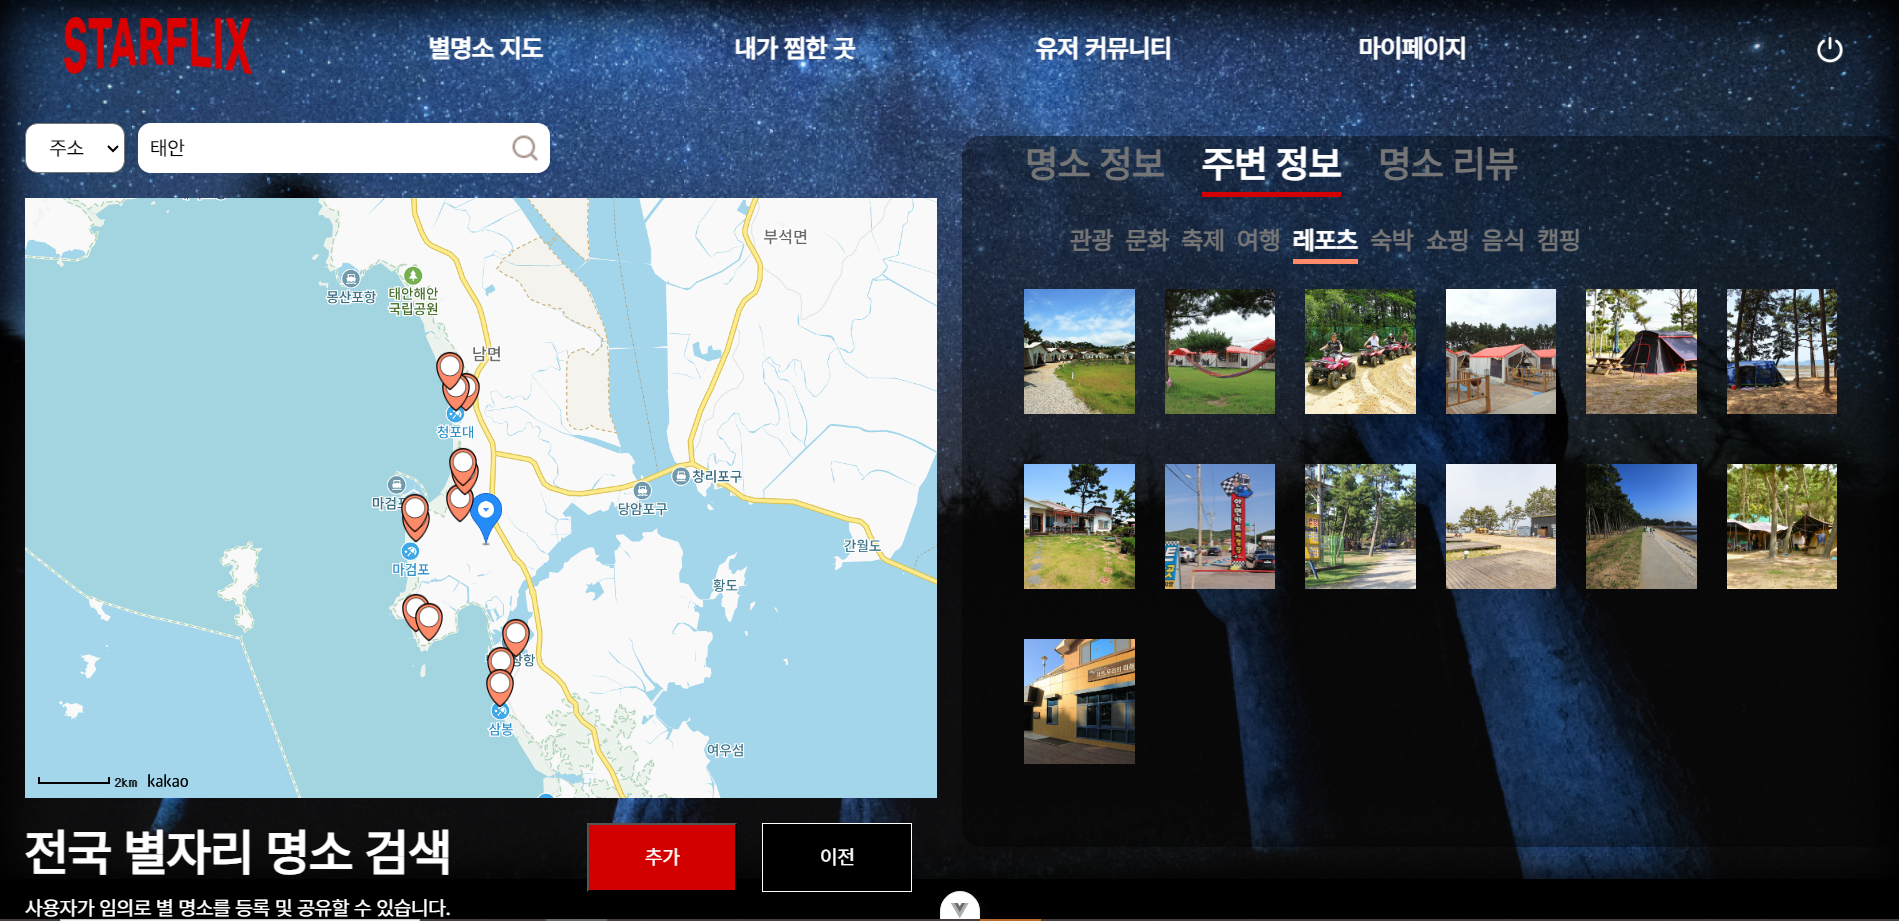 STARFLIX
별명소 지도
내가 찜한 곳
유저 커뮤니티
마이페이지
주소
태안
명소 정보 주변 정보 명소 리뷰
관광 문화 축제 여행 레포츠 숙박 쇼핑 음식 캠핑
부석면
몽산포항
태안해안
국립공원
남면
청포대
창리포구
마검포
당암포구
간월도
마검포
황도
삼봉
여우섬
2km kakao
안면카트체험장
전국 별자리 명소 검색
추가
이전
사용자가 임의로 별 명소를 등록 및 공유할 수 있습니다.